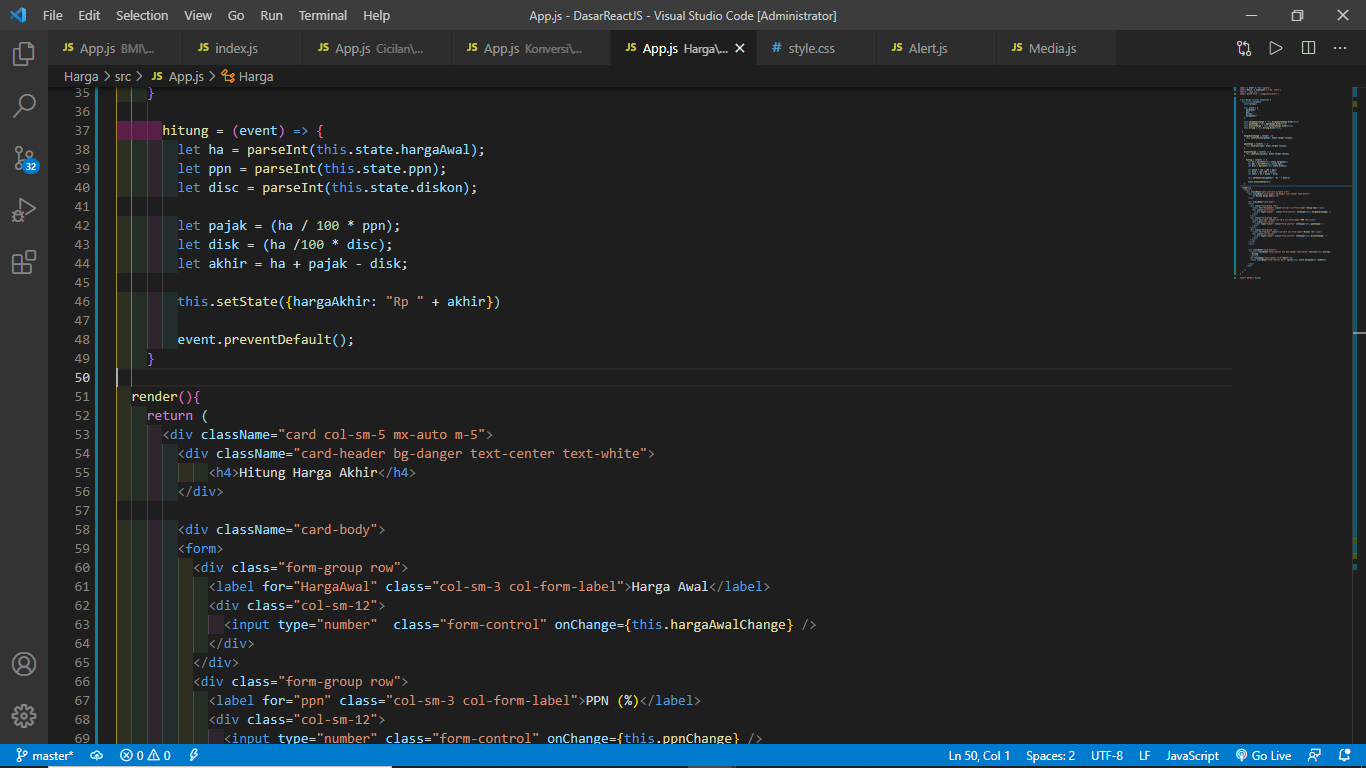 File Edit Selection View Go Run Terminal Help App.js - DasarReactJS - Visual Studio Code [Administrator]
JS App.js BMI\... JS index.js JS App.js Cicilan\... JS App.js Konversi\... JS App.js Harga\... # style.css JS Alert.js JS Media.js
Harga > src > JS App.js > Harga
35 }
36
37 hitung = (event) => {
38 let ha = parseInt(this.state.hargaAwal);
39 let ppn = parseInt(this.state.ppn);
40 let disc = parseInt(this.state.diskon);
41
42 let pajak = (ha / 100 * ppn);
43 let disk = (ha /100 * disc);
44 let akhir = ha + pajak - disk;
45
46 this.setState({hargaAkhir: "Rp " + akhir})
47
48 event.preventDefault();
49 }
50
51 render(){
52 return (
53 <div className="card col-sm-5 mx-auto m-5">
54 <div className="card-header bg-danger text-center text-white">
55 <h4>Hitung Harga Akhir</h4>
56 </div>
57
58 <div className="card-body">
59 <form>
60 <div class="form-group row">
61 <label for="HargaAwal" class="col-sm-3 col-form-label">Harga Awal</label>
62 <div class="col-sm-12">
63 <input type="number"  class="form-control" onChange={this.hargaAwalChange} />
64 </div>
65 </div>
66 <div class="form-group row">
67 <label for="ppn" class="col-sm-3 col-form-label">PPN (%)</label>
68 <div class="col-sm-12">
69 <input type="number" class="form-control" onChange={this.ppnChange} />
32
master* 0 0 Ln 50, Col 1 Spaces: 2 UTF-8 LF JavaScript Go Live